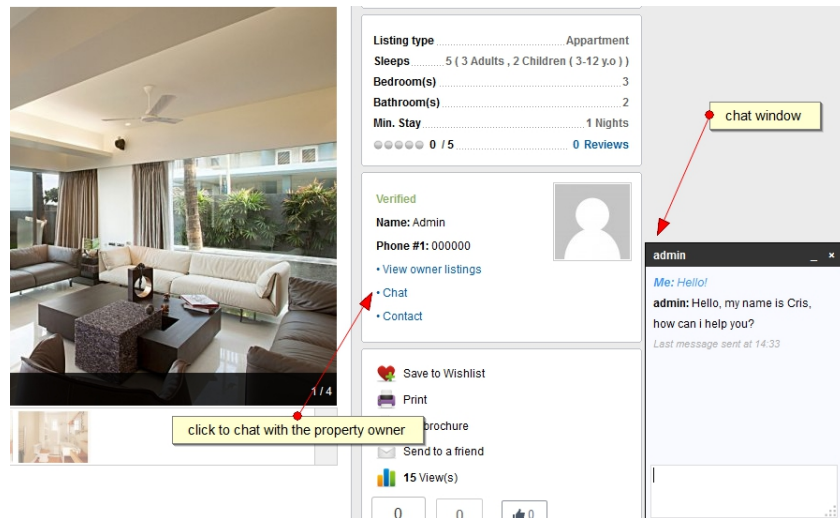 Listing type Appartment
Sleeps 5 ( 3 Adults , 2 Children ( 3-12 y.o ) )
Bedroom(s) 3
Bathroom(s) 2
Min. Stay 1 Nights
0 / 5 0 Reviews
Verified
Name: Admin
Phone #1: 000000
• View owner listings
• Chat
• Contact
Save to Wishlist
Print
brochure
Send to a friend
15 View(s)
0
0
0
1 / 4
click to chat with the property owner
chat window
admin _ ×
Me: Hello!
admin: Hello, my name is Cris,
how can i help you?
Last message sent at 14:33